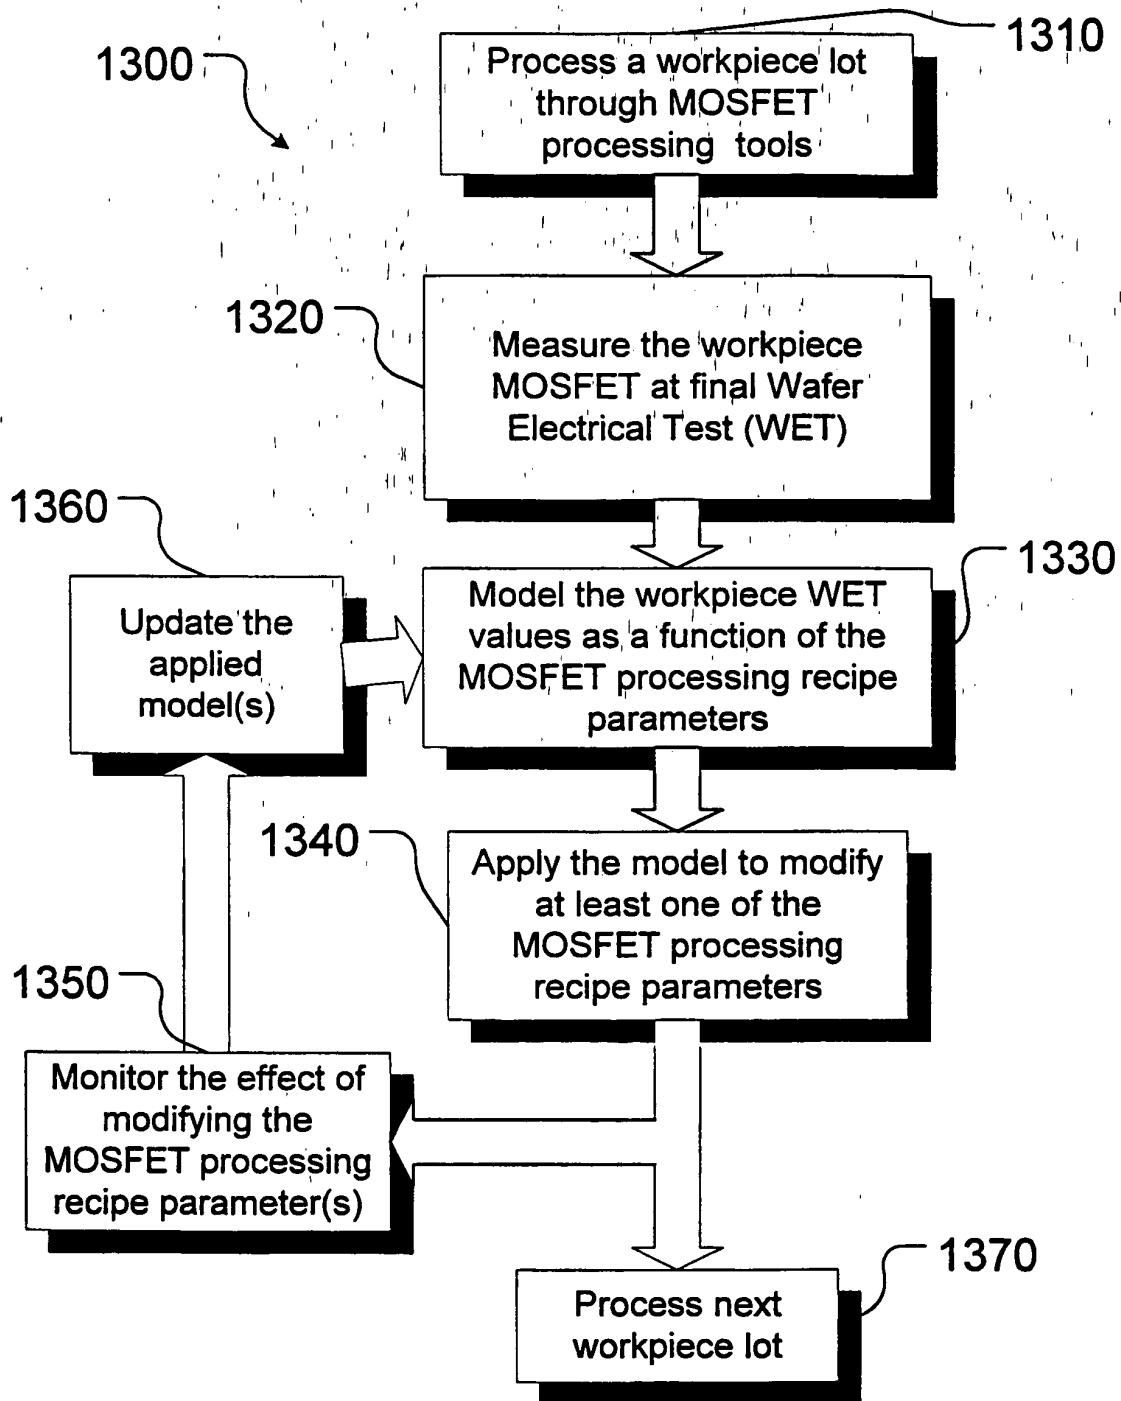 1310
1300
Process a workpiece lot
through MOSFET
processing tools
1320
Measure the workpiece
MOSFET at final Wafer
Electrical Test (WET)
1360
1330
Update the
applied
model(s)
Model the workpiece WET
values as a function of the
MOSFET processing recipe
parameters
1340
Apply the model to modify
at least one of the
MOSFET processing
recipe parameters
1350
Monitor the effect of
modifying the
MOSFET processing
recipe parameter(s)
1370
Process next
workpiece lot